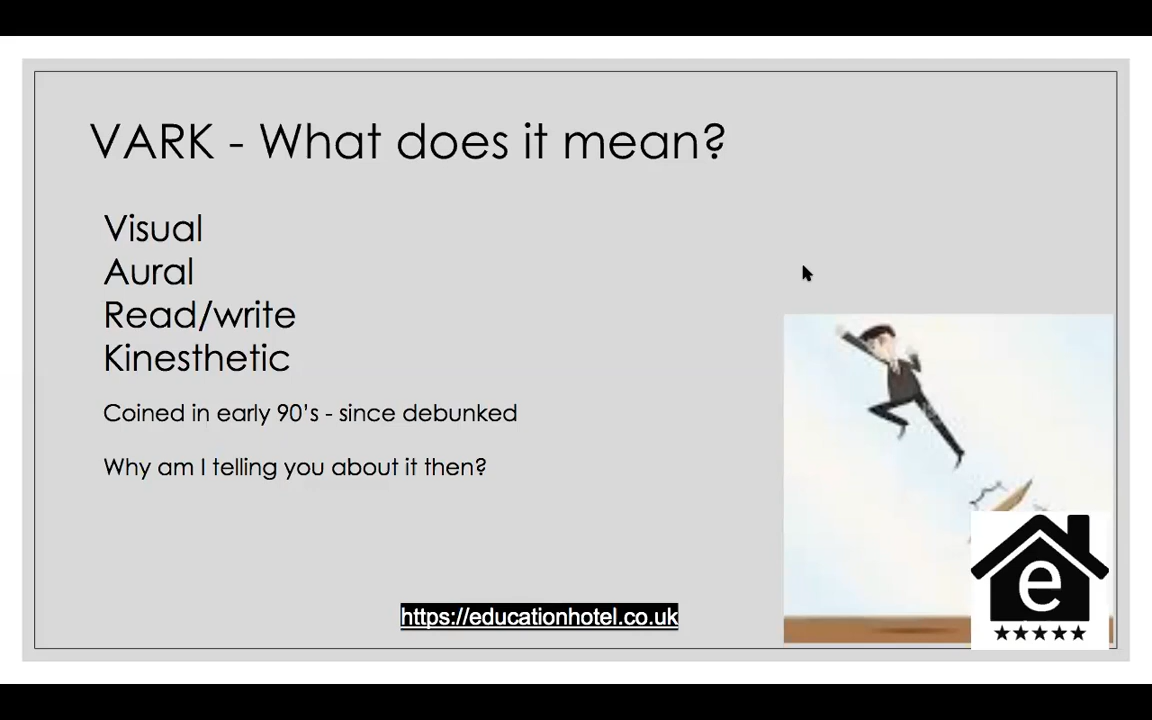 VARK - What does it mean?
Visual
Aural
Read/write
Kinesthetic
Coined in early 90's - since debunked
Why am I telling you about it then?
https://educationhotel.co.uk
e